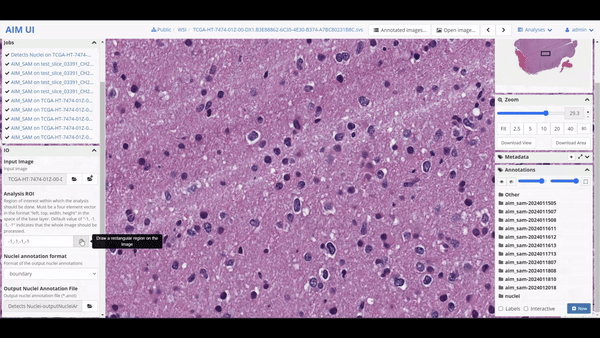 AIM UI
Public / WSI / TCGA-HT-7474-01Z-00-DX1.B3E88862-6C35-4E30-B374-A7BC80231B8C.svs
Annotated images...
Open image...
Analyses
admin
Jobs
Detects Nuclei on TCGA-HT-7474-...
AIM_SAM on test_slice_03391_CH2...
AIM_SAM on test_slice_03391_CH2...
AIM_SAM on test_slice_03391_CH2...
AIM_SAM on test_slice_03391_CH2...
AIM_SAM on TCGA-HT-7474-01Z-0...
AIM_SAM on TCGA-HT-7474-01Z-0...
AIM_SAM on TCGA-HT-7474-01Z-0...
AIM_SAM on TCGA-HT-7474-01Z-0...
AIM_SAM on TCGA-HT-7474-01Z-0...
IO
Input Image
Input image
TCGA-HT-7474-01Z-00-C
Analysis ROI
Region of interest within which the analysis
should be done. Must be a four element vector
in the format "left, top, width, height" in the
space of the base layer. Default value of "-1, -1,
-1, -1" indicates that the whole image should be
processed.
-1,-1,-1,-1
Draw a rectangular region on the
image
Nuclei annotation format
Format of the output nuclei annotations
boundary
Output Nuclei Annotation File
Output nuclei annotation file (*.anot)
Detects Nuclei-outputNucleiAr
Zoom
29.3
Fit 2.5 5 10 20 40 80
Download View
Download Area
Metadata
Annotations
Other
aim_sam-2024011505
aim_sam-2024011507
aim_sam-2024011508
aim_sam-2024011611
aim_sam-2024011612
aim_sam-2024011613
aim_sam-2024011713
aim_sam-2024011807
aim_sam-2024011808
aim_sam-2024011810
aim_sam-2024012018
nuclei
Labels
Interactive
New